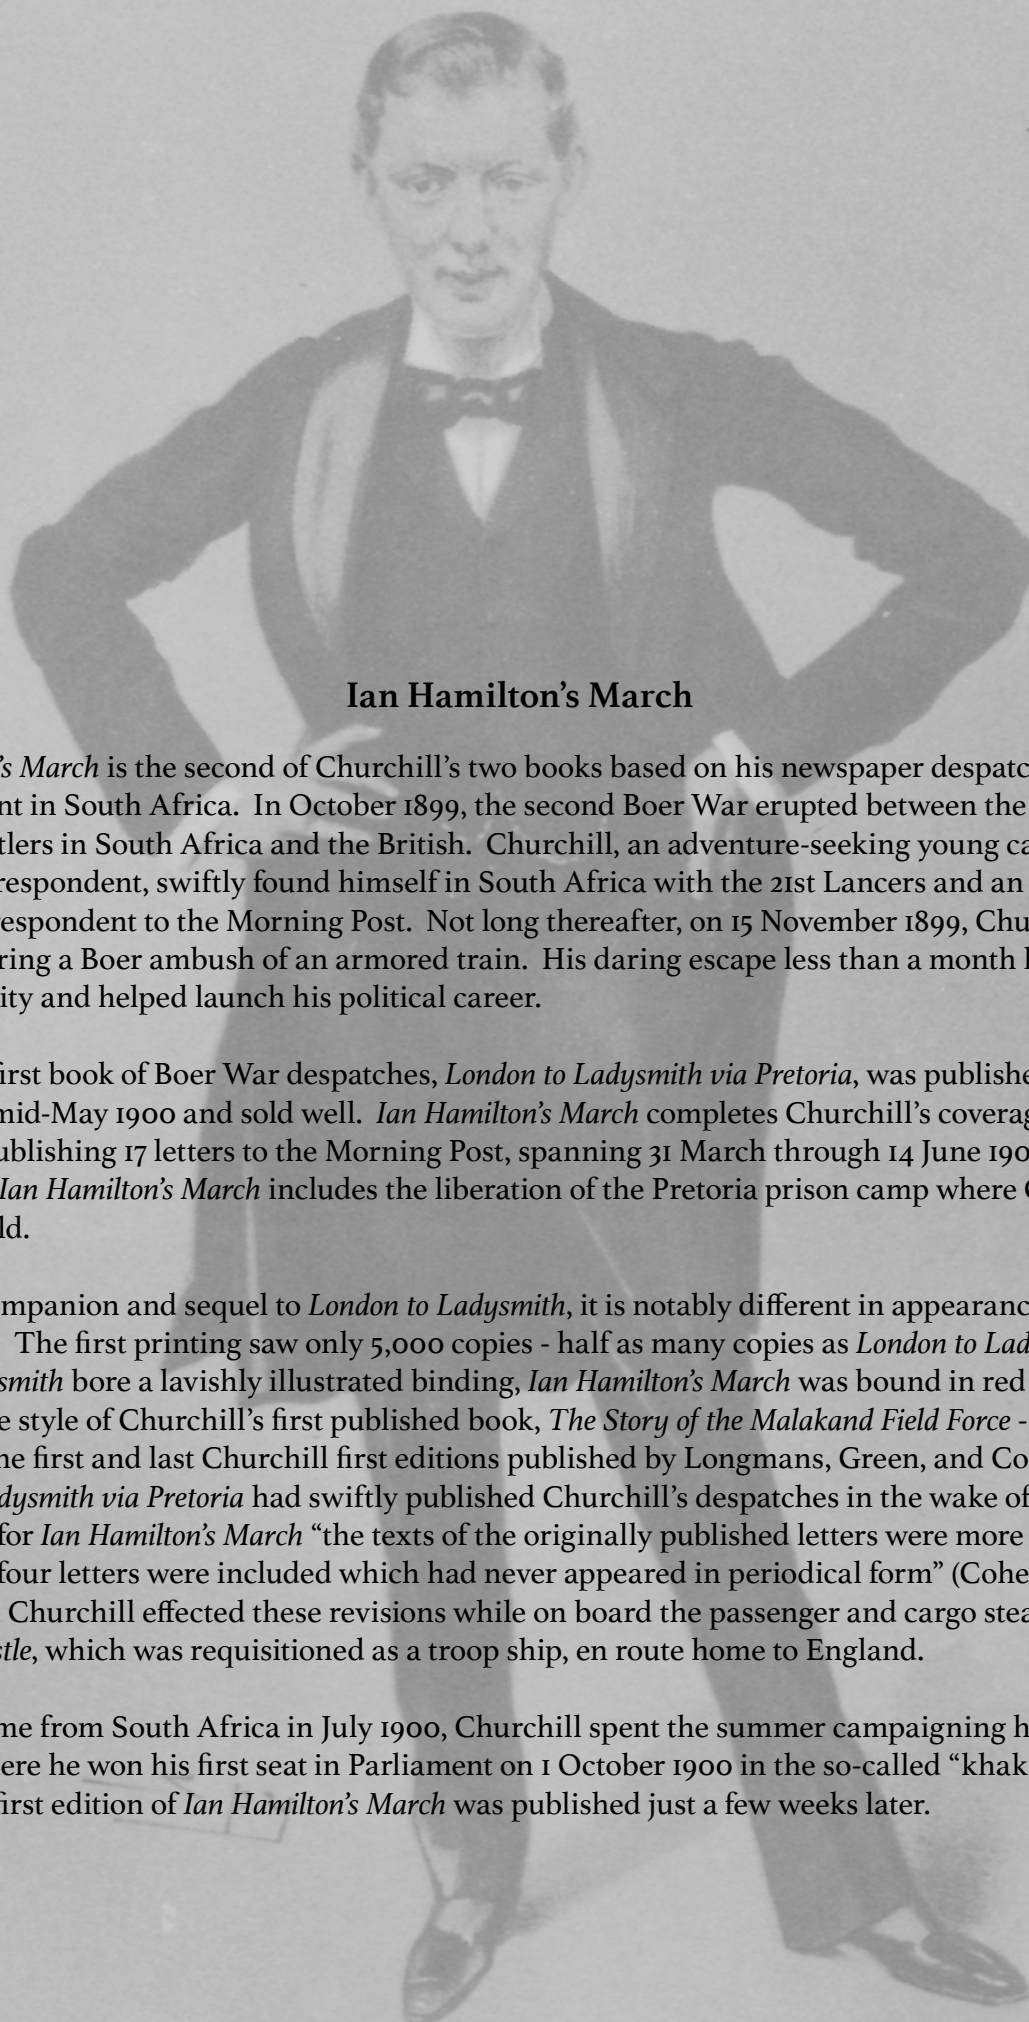 Ian Hamilton’s March
’s March is the second of Churchill’s two books based on his newspaper despatc
nt in South Africa. In October 1899, the second Boer War erupted between the
tlers in South Africa and the British. Churchill, an adventure-seeking young ca
respondent, swiftly found himself in South Africa with the 21st Lancers and an
respondent to the Morning Post. Not long thereafter, on 15 November 1899, Chu
ring a Boer ambush of an armored train. His daring escape less than a month l
ity and helped launch his political career.
first book of Boer War despatches, London to Ladysmith via Pretoria, was publishe
mid-May 1900 and sold well. Ian Hamilton’s March completes Churchill’s coverag
ublishing 17 letters to the Morning Post, spanning 31 March through 14 June 190
Ian Hamilton’s March includes the liberation of the Pretoria prison camp where C
ld.
mpanion and sequel to London to Ladysmith, it is notably different in appearanc
The first printing saw only 5,000 copies - half as many copies as London to Lad
smith bore a lavishly illustrated binding, Ian Hamilton’s March was bound in red
e style of Churchill’s first published book, The Story of the Malakand Field Force -
he first and last Churchill first editions published by Longmans, Green, and Co
dysmith via Pretoria had swiftly published Churchill’s despatches in the wake of
for Ian Hamilton’s March “the texts of the originally published letters were more
four letters were included which had never appeared in periodical form” (Cohe
Churchill effected these revisions while on board the passenger and cargo stea
stle, which was requisitioned as a troop ship, en route home to England.
me from South Africa in July 1900, Churchill spent the summer campaigning h
ere he won his first seat in Parliament on 1 October 1900 in the so-called “khak
first edition of Ian Hamilton’s March was published just a few weeks later.